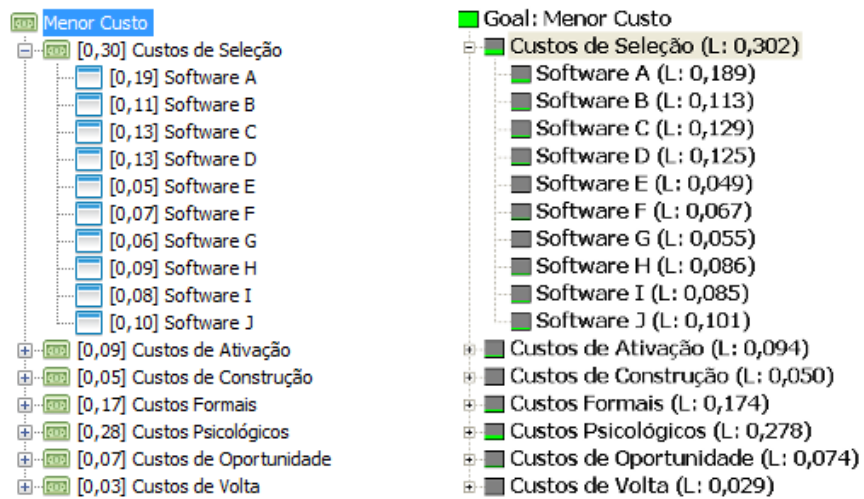 Menor Custo
[0,30] Custos de Seleção
[0,19] Software A
[0,11] Software B
[0,13] Software C
[0,13] Software D
[0,05] Software E
[0,07] Software F
[0,06] Software G
[0,09] Software H
[0,08] Software I
[0,10] Software J
[0,09] Custos de Ativação
[0,05] Custos de Construção
[0,17] Custos Formais
[0,28] Custos Psicológicos
[0,07] Custos de Oportunidade
[0,03] Custos de Volta
Goal: Menor Custo
Custos de Seleção (L: 0,302)
Software A (L: 0,189)
Software B (L: 0,113)
Software C (L: 0,129)
Software D (L: 0,125)
Software E (L: 0,049)
Software F (L: 0,067)
Software G (L: 0,055)
Software H (L: 0,086)
Software I (L: 0,085)
Software J (L: 0,101)
Custos de Ativação (L: 0,094)
Custos de Construção (L: 0,050)
Custos Formais (L: 0,174)
Custos Psicológicos (L: 0,278)
Custos de Oportunidade (L: 0,074)
Custos de Volta (L: 0,029)